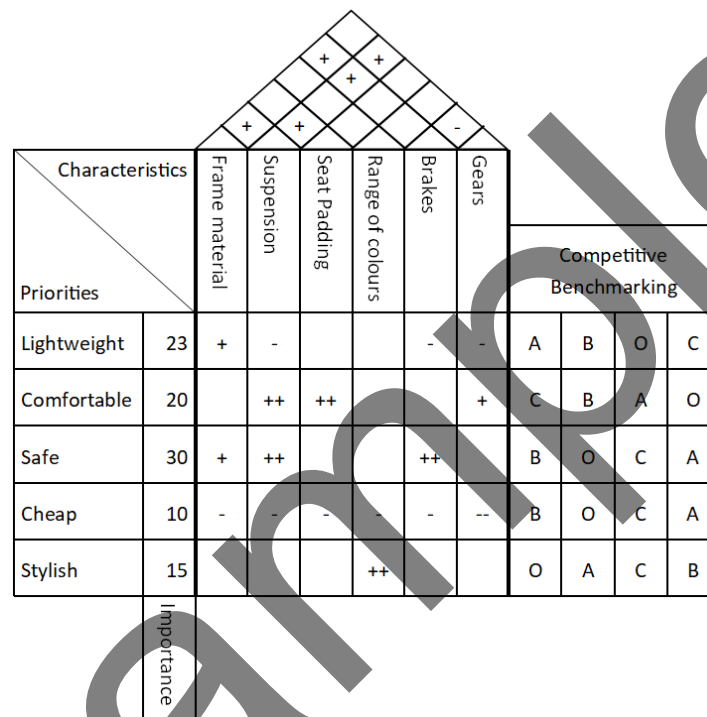 + +
+
+ + -
Characteristics
Priorities
Frame material
Suspension
Seat Padding
Range of colours
Brakes
Gears
Competitive
Benchmarking
Lightweight 23 + - - - A B O C
Comfortable 20 ++ ++ + C B A O
Safe 30 + ++ ++ B O C A
Cheap 10 - - - - - -- B O C A
Stylish 15 ++ O A C B
Importance
ample